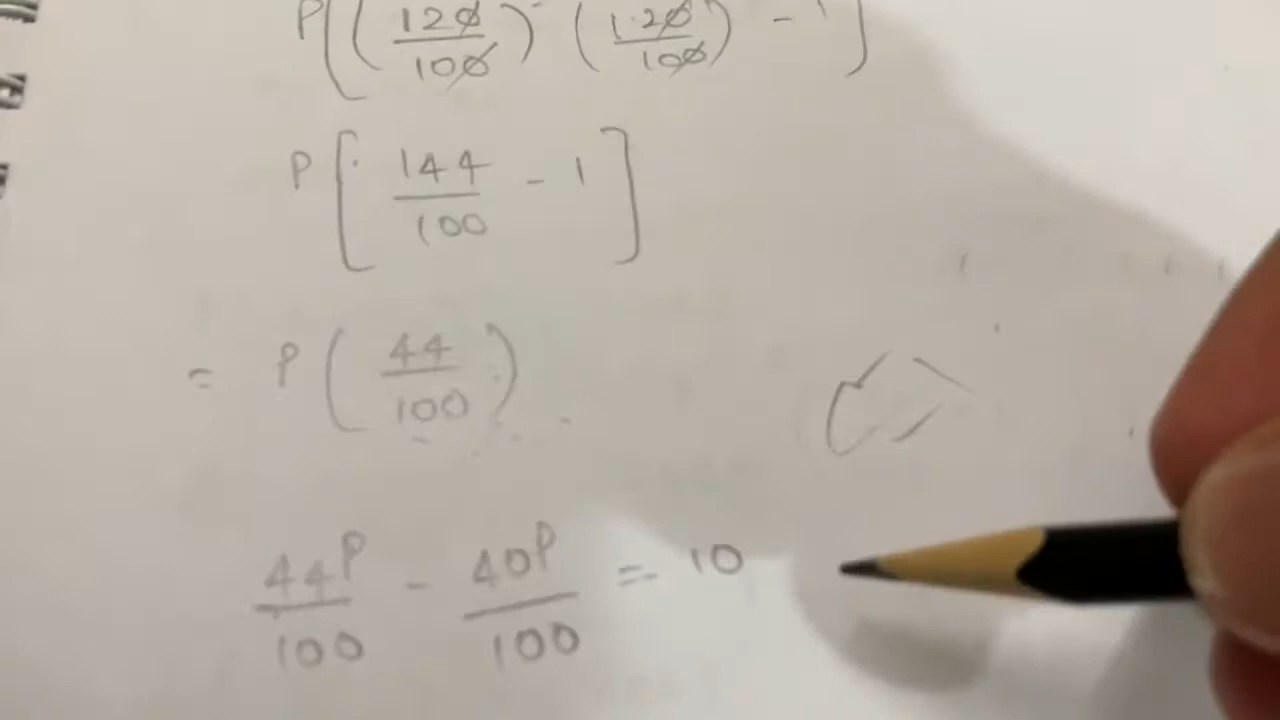 P[(120/100) (120/100) - 1]
P[144/100 - 1]
= P(44/100)
44P/100 - 40P/100 = 10